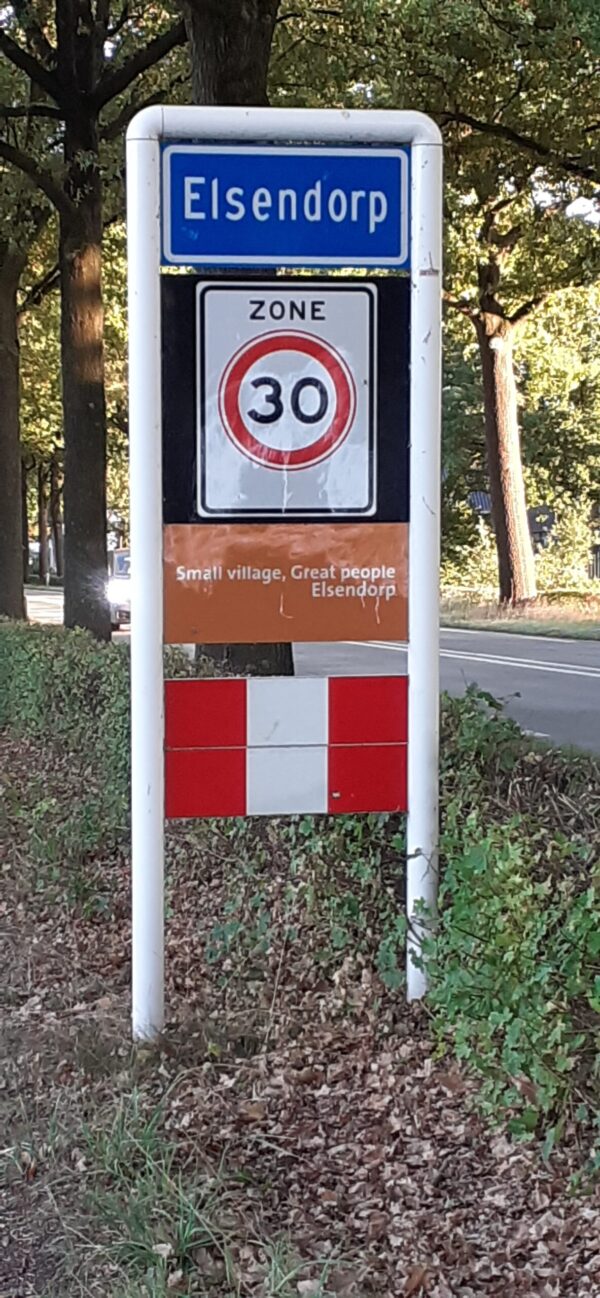 Elsendorp
ZONE
30
Small village, Great people
Elsendorp